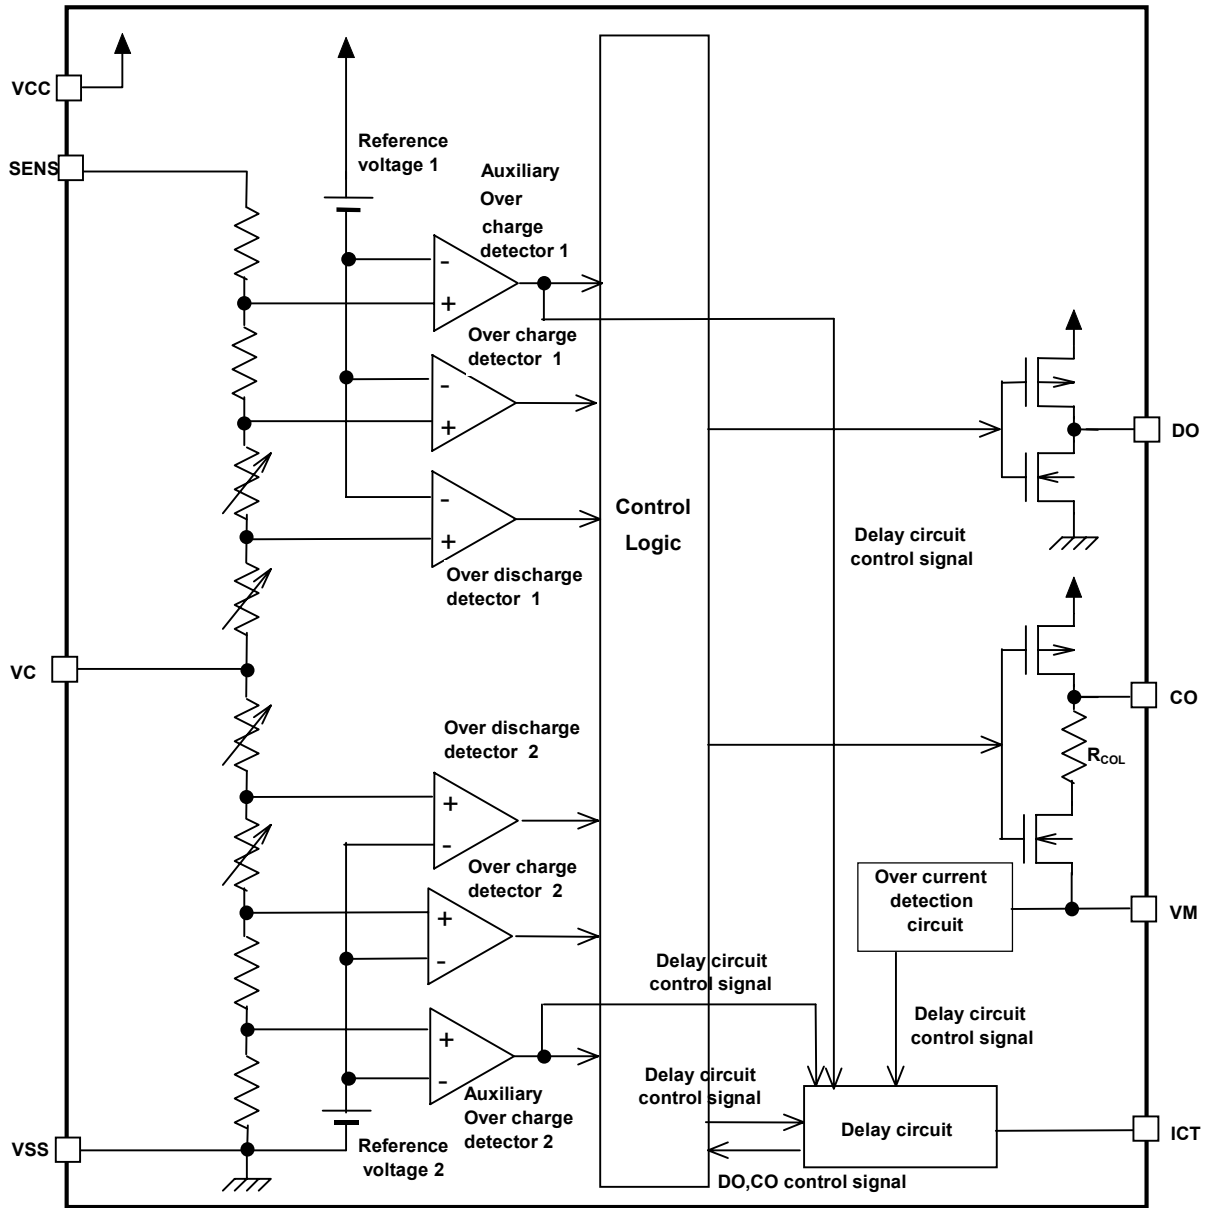 VCC
SENS
Reference
voltage 1
Auxiliary
Over
charge
detector 1
-
+
Over charge
detector 1
-
+
-
+
Over discharge
detector 1
Control
Logic
DO
Delay circuit
control signal
VC
CO
RCOL
Over discharge
detector 2
+
-
Over charge
detector 2
+
-
Over current
detection
circuit
VM
Delay circuit
control signal
Delay circuit
control signal
+
-
Auxiliary
Over charge
detector 2
Delay circuit
control signal
Delay circuit
ICT
VSS
Reference
voltage 2
DO,CO control signal